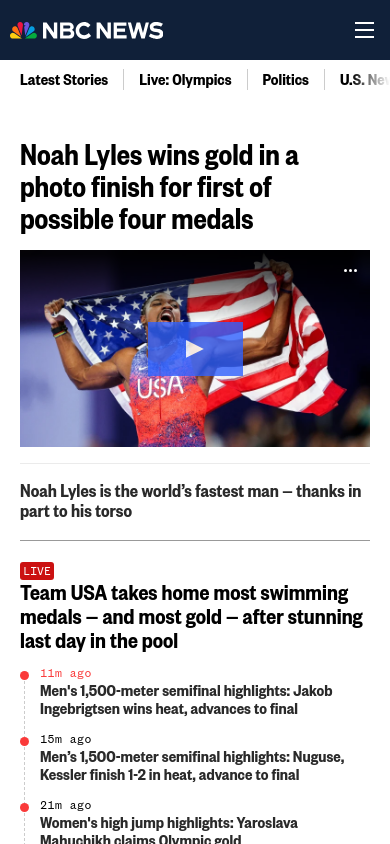 NBC NEWS
Latest Stories
Live: Olympics
Politics
U.S. Ne
Noah Lyles wins gold in a
photo finish for first of
possible four medals
USA
Noah Lyles is the world’s fastest man — thanks in
part to his torso
LIVE
Team USA takes home most swimming
medals — and most gold — after stunning
last day in the pool
11m ago
Men's 1,500-meter semifinal highlights: Jakob
Ingebrigtsen wins heat, advances to final
15m ago
Men’s 1,500-meter semifinal highlights: Nuguse,
Kessler finish 1-2 in heat, advance to final
21m ago
Women's high jump highlights: Yaroslava
Mahuchikh claims Olympic gold